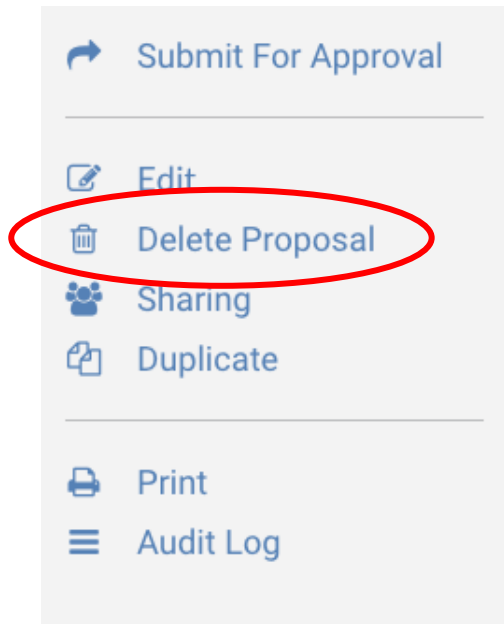 Submit For Approval
Edit
Delete Proposal
Sharing
Duplicate
Print
Audit Log